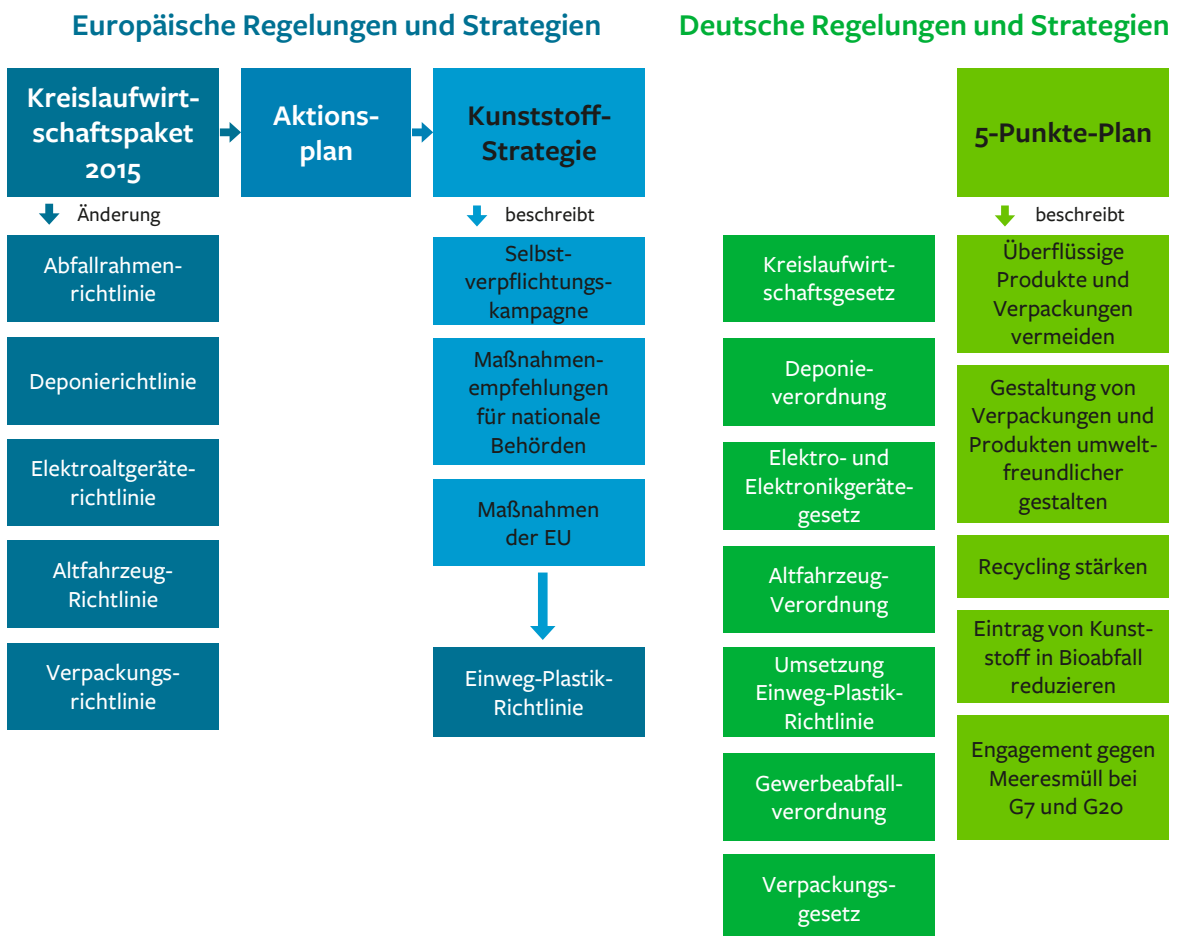 Europäische Regelungen und Strategien
Kreislaufwirt-
schaftspaket
2015
Aktions-
plan
Kunststoff-
Strategie
Änderung
beschreibt
Abfallrahmen-
richtlinie
Deponierichtlinie
Elektroaltgeräte-
richtlinie
Altfahrzeug-
Richtlinie
Verpackungs-
richtlinie
Selbst-
verpflichtungs-
kampagne
Maßnahmen-
empfehlungen
für nationale
Behörden
Maßnahmen
der EU
Einweg-Plastik-
Richtlinie
Deutsche Regelungen und Strategien
Kreislaufwirt-
schaftsgesetz
Deponie-
verordnung
Elektro- und
Elektronikgeräte-
gesetz
Altfahrzeug-
Verordnung
Umsetzung
Einweg-Plastik-
Richtlinie
Gewerbeabfall-
verordnung
Verpackungs-
gesetz
5-Punkte-Plan
beschreibt
Überflüssige
Produkte und
Verpackungen
vermeiden
Gestaltung von
Verpackungen und
Produkten umwelt-
freundlicher
gestalten
Recycling stärken
Eintrag von Kunst-
stoff in Bioabfall
reduzieren
Engagement gegen
Meeresmüll bei
G7 und G20